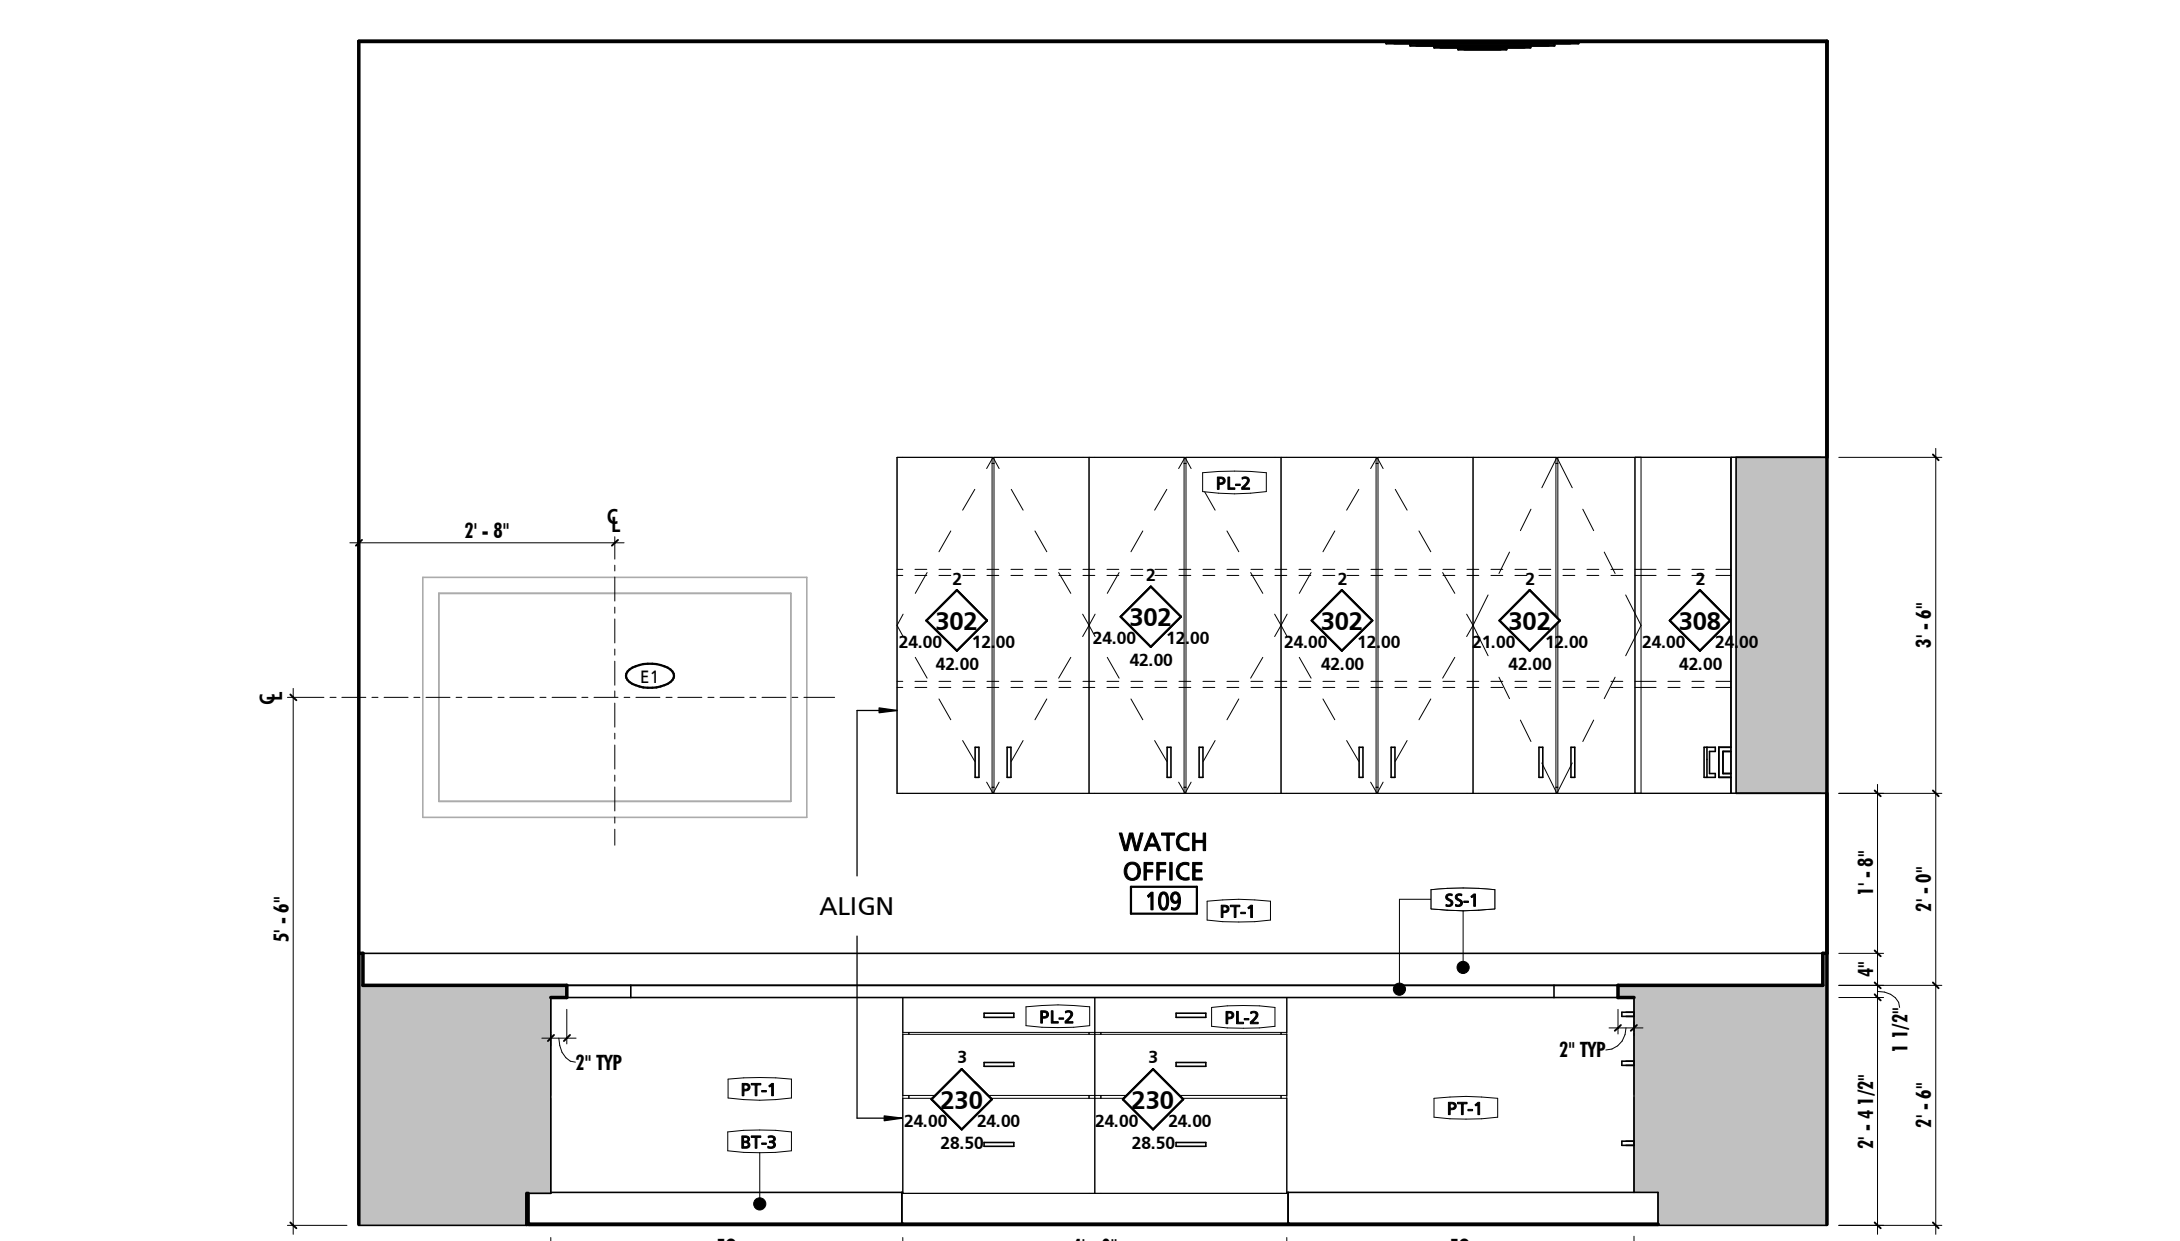 PL-2
2' - 8"
CL
2 2 2 2 2
302 302 302 302 308
24.00 12.00 24.00 12.00 24.00 12.00 21.00 12.00 24.00 24.00
42.00 42.00 42.00 42.00 42.00
3' - 6"
E1
CL
WATCH
OFFICE
109
PT-1
SS-1
ALIGN
5' - 6"
1' - 8"
2' - 0"
4"
1 1/2"
PL-2 PL-2
2" TYP
2" TYP
3 3
230 230
24.00 24.00 24.00 24.00
28.50 28.50
PT-1
PT-1
BT-3
2' - 4 1/2"
2' - 6"